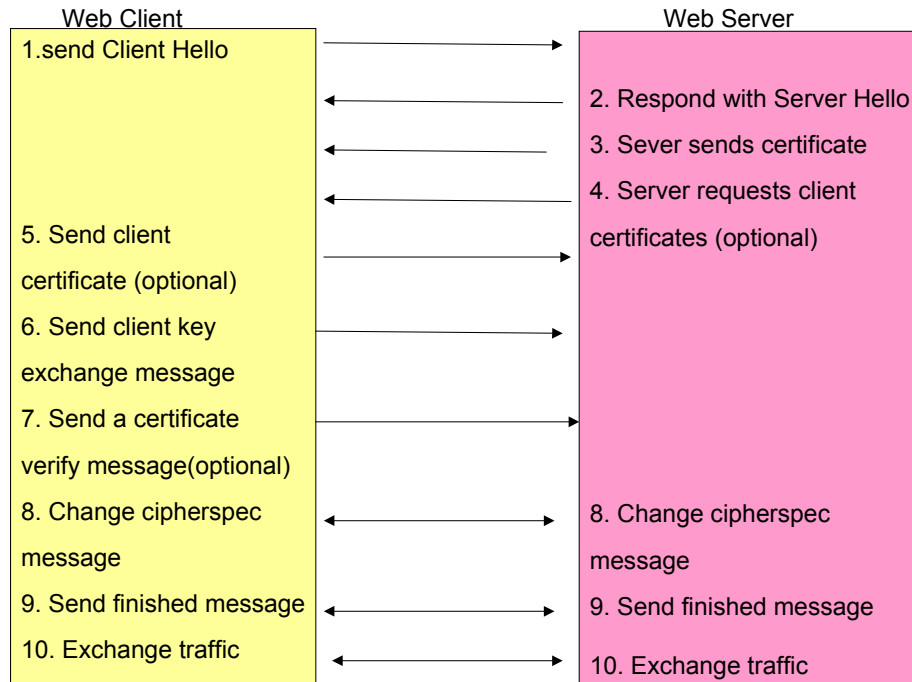 Web Client
Web Server
1.send Client Hello
2. Respond with Server Hello
3. Sever sends certificate
4. Server requests client
certificates (optional)
5. Send client
certificate (optional)
6. Send client key
exchange message
7. Send a certificate
verify message(optional)
8. Change cipherspec
message
8. Change cipherspec
message
9. Send finished message
9. Send finished message
10. Exchange traffic
10. Exchange traffic